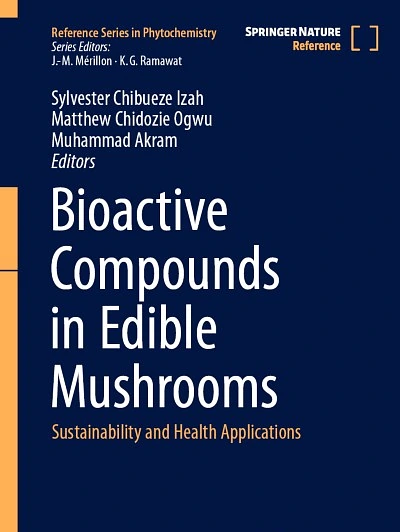 Reference Series in Phytochemistry
Series Editors:
J.-M. Mérillon · K. G. Ramawat
SPRINGER NATURE
Reference
Sylvester Chibueze Izah
Matthew Chidozie Ogwu
Muhammad Akram
Editors
Bioactive
Compounds
in Edible
Mushrooms
Sustainability and Health Applications